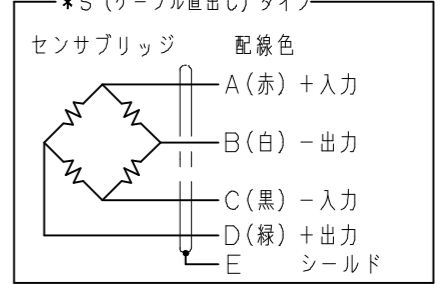 *S(ケーブル直出し)タイプ
センサブリッジ 配線色
A(赤) +入力
B(白) -出力
C(黒) -入力
D(緑) +出力
E シールド